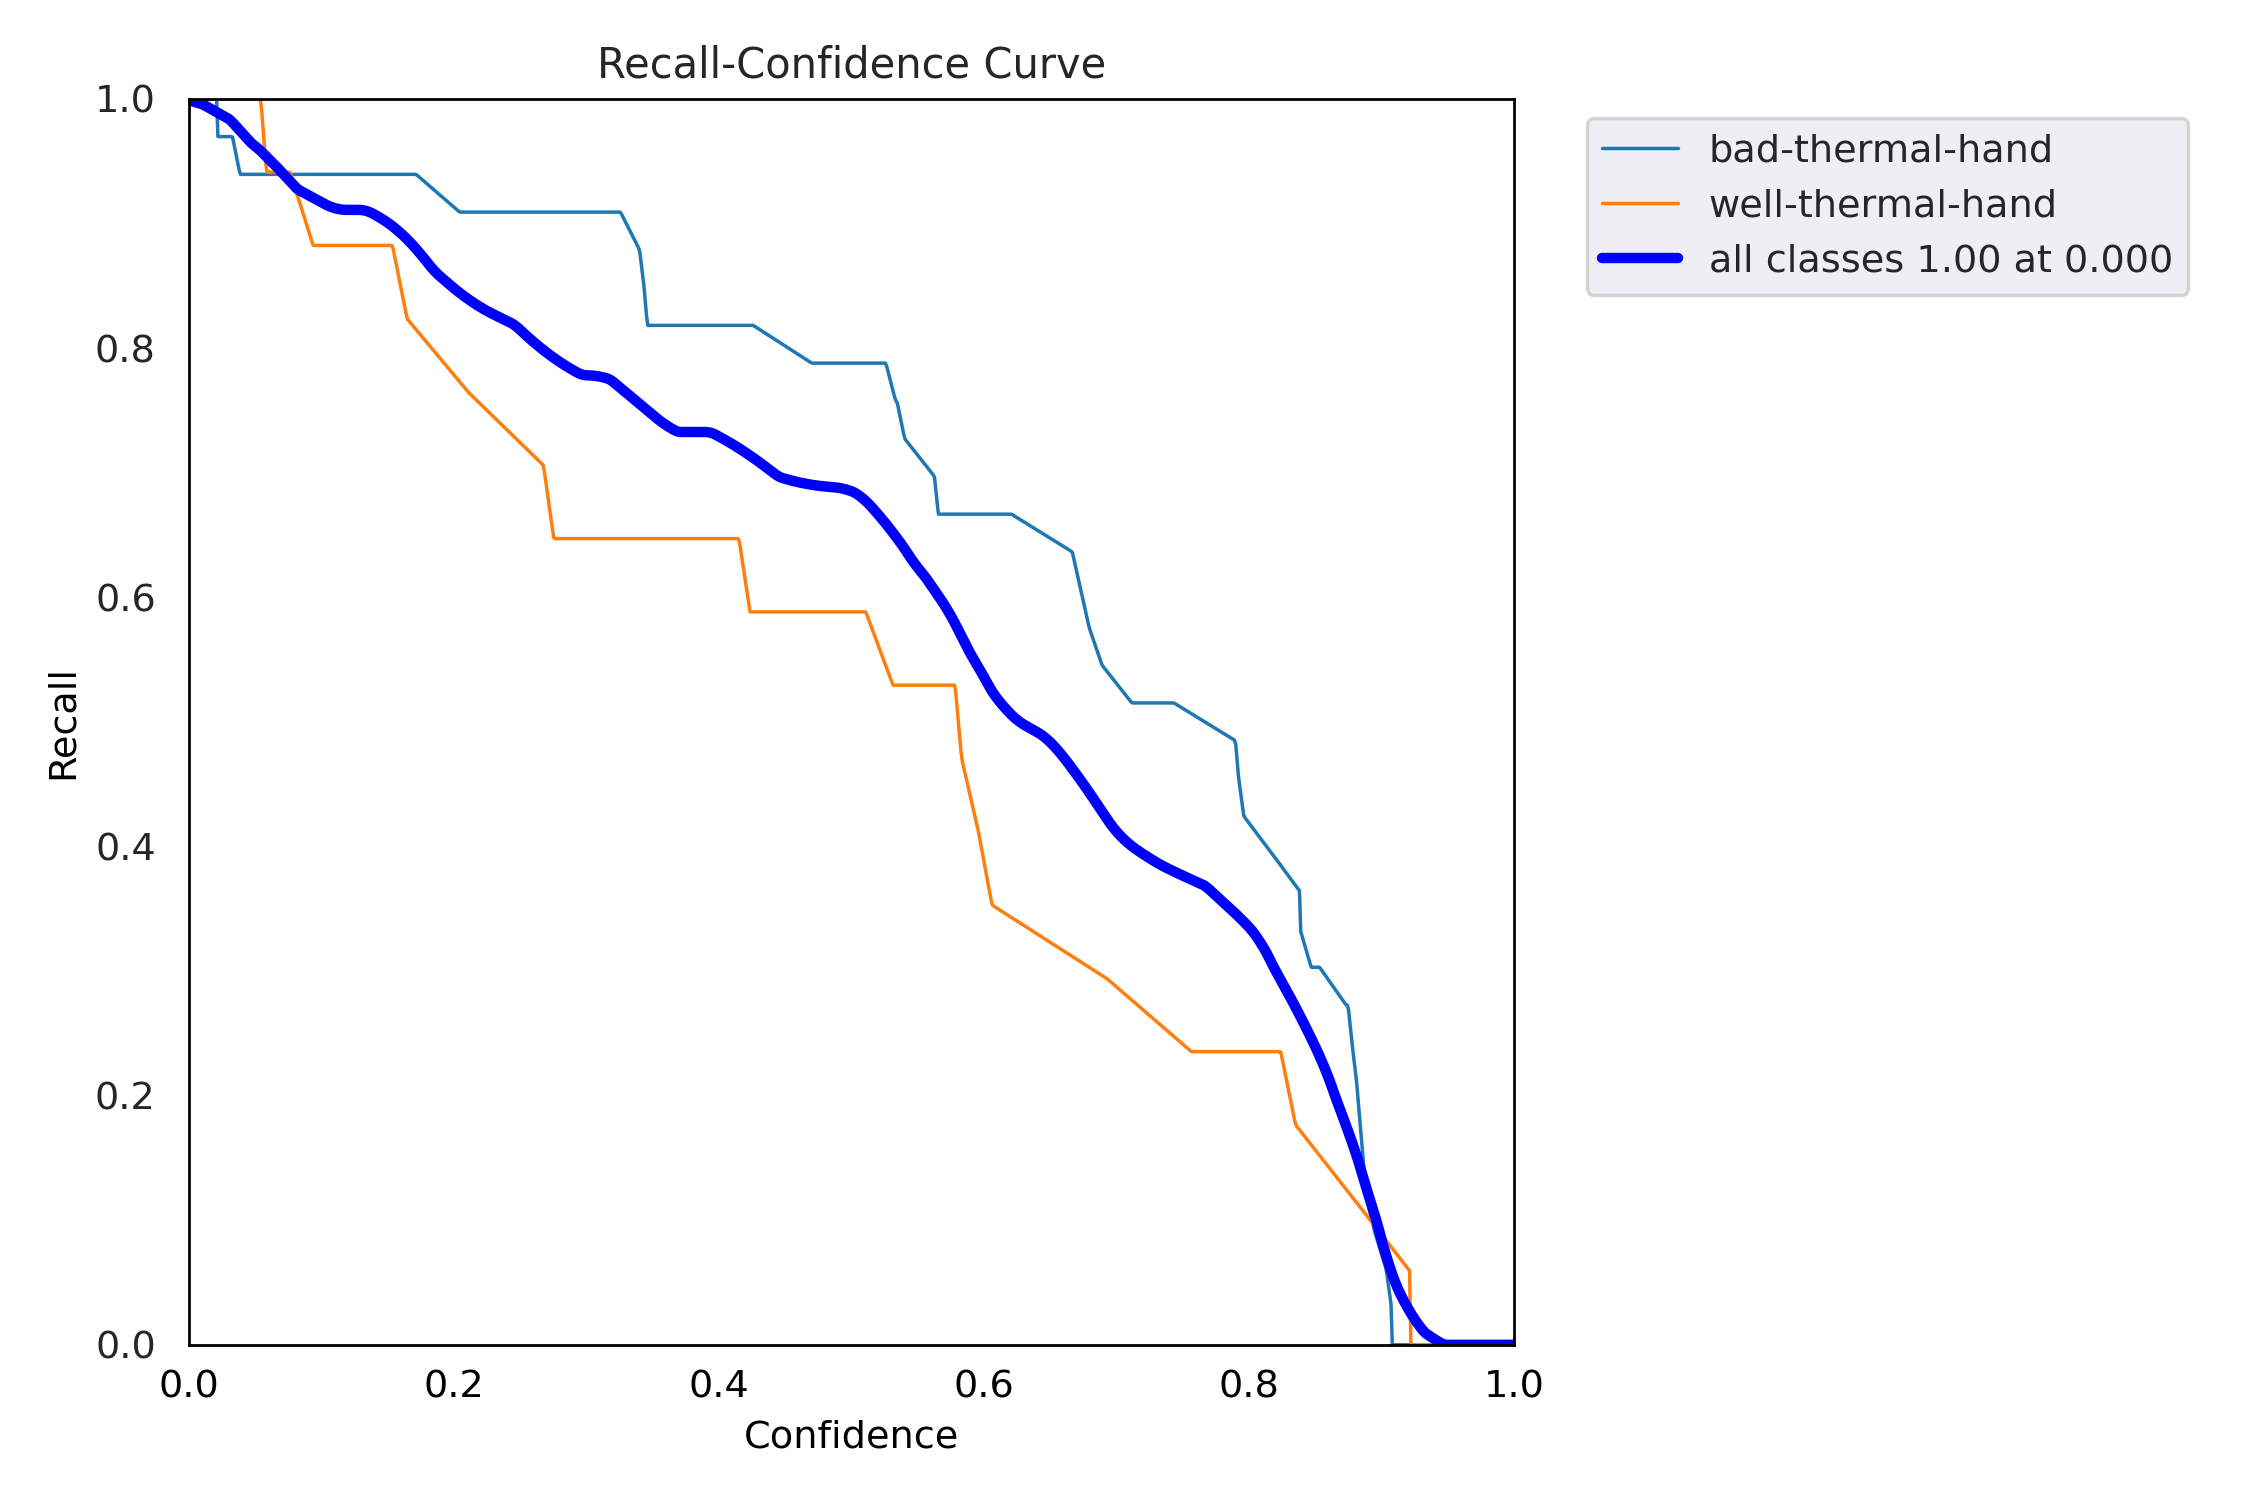 Recall-Confidence Curve
1.0
0.8
0.6
0.4
0.2
0.0
Recall
0.0 0.2 0.4 0.6 0.8 1.0
Confidence
bad-thermal-hand
well-thermal-hand
all classes 1.00 at 0.000